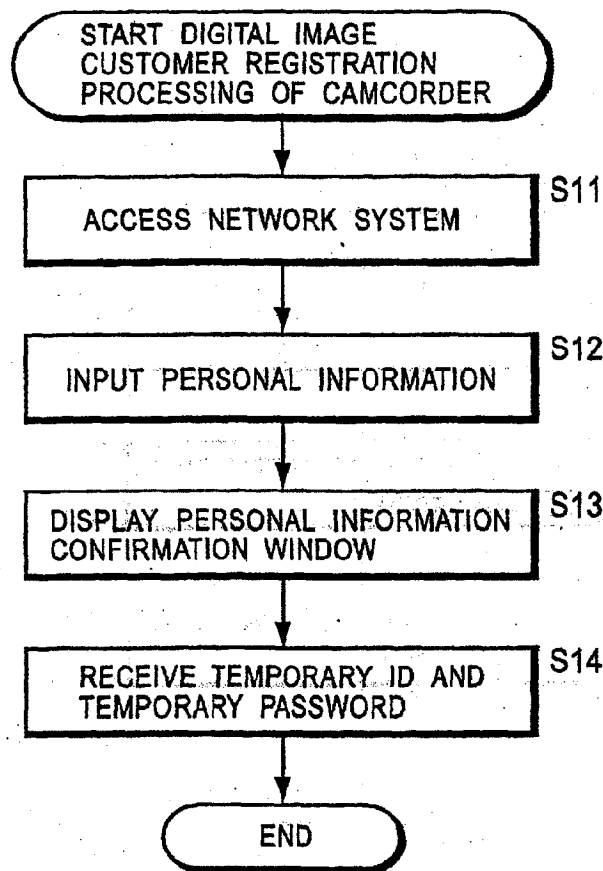 START DIGITAL IMAGE
CUSTOMER REGISTRATION
PROCESSING OF CAMCORDER
S11
ACCESS NETWORK SYSTEM
S12
INPUT PERSONAL INFORMATION
S13
DISPLAY PERSONAL INFORMATION
CONFIRMATION WINDOW
S14
RECEIVE TEMPORARY ID AND
TEMPORARY PASSWORD
END